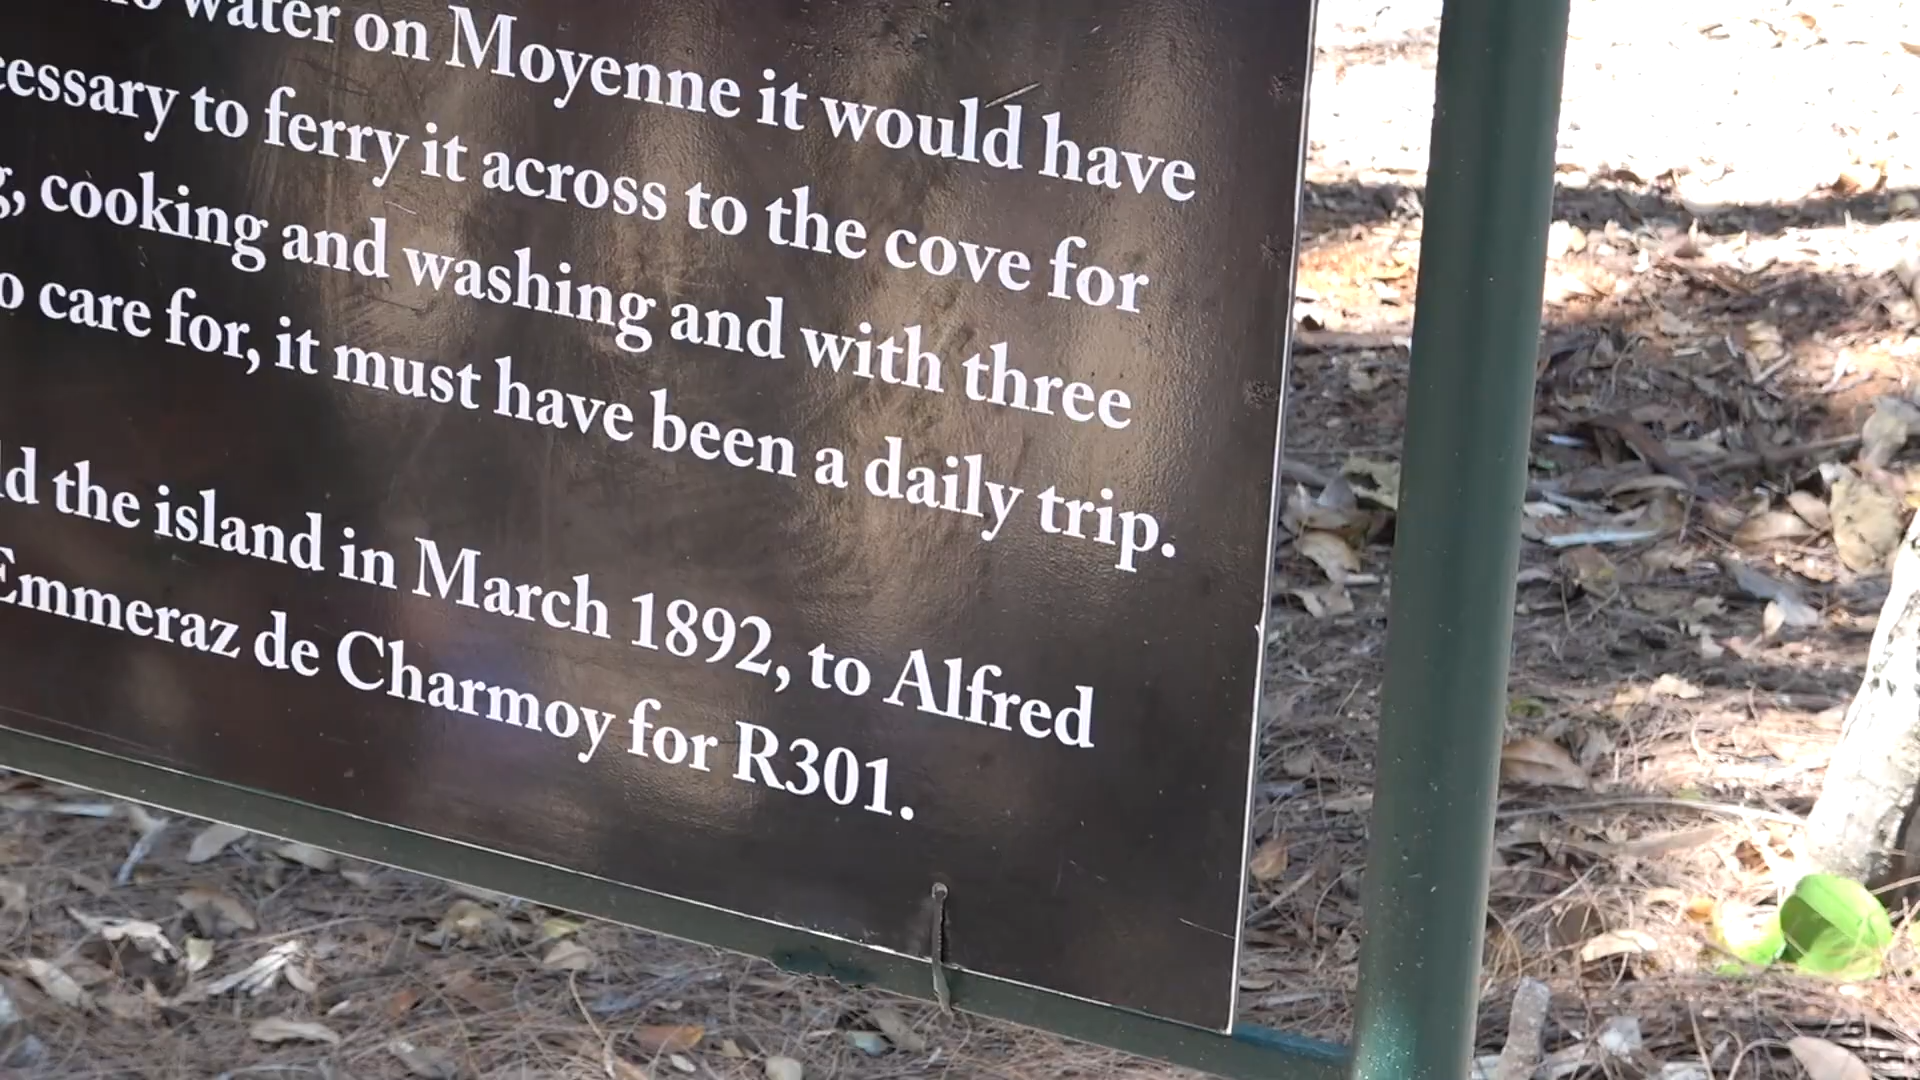 water on Moyenne it would have
to ferry it across to the cove for
cooking and washing and with three
care for, it must have been a daily trip.
the island in March 1892, to Alfred
Emmeraz de Charmoy for R301.